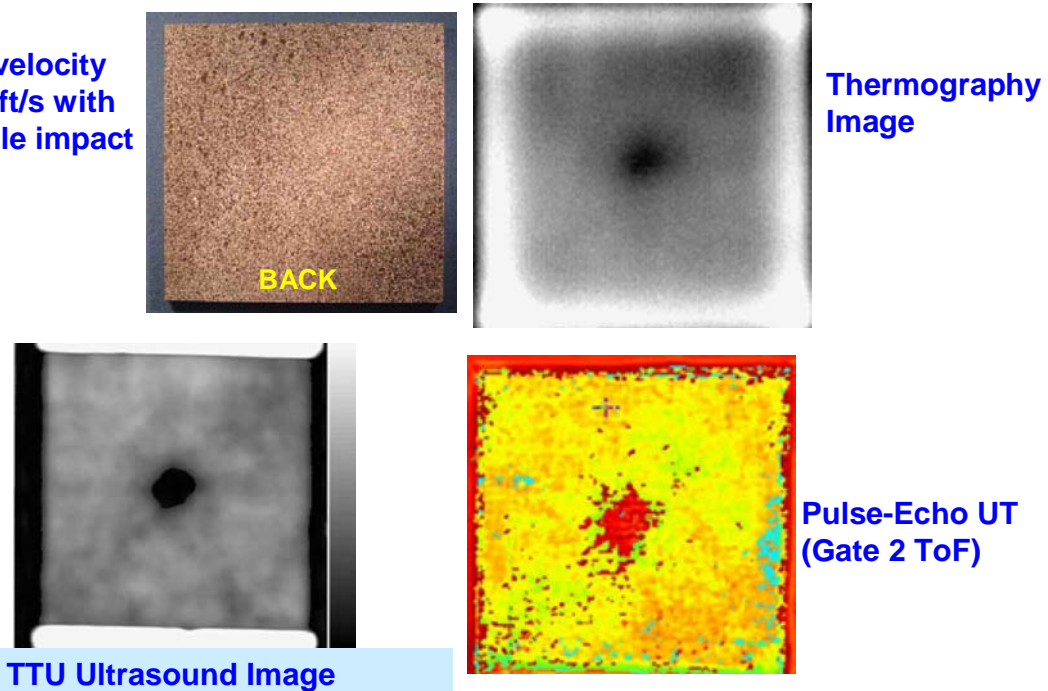 velocity
ft/s with
le impact
BACK
Thermography
Image
Pulse-Echo UT
(Gate 2 ToF)
TTU Ultrasound Image